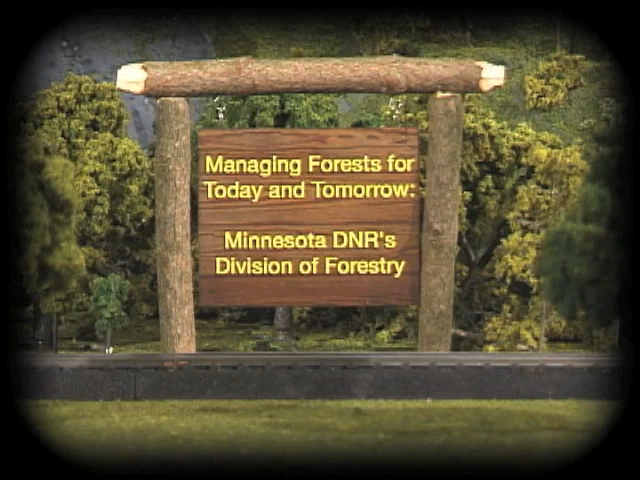 Managing Forests for
Today and Tomorrow:
Minnesota DNR's
Division of Forestry